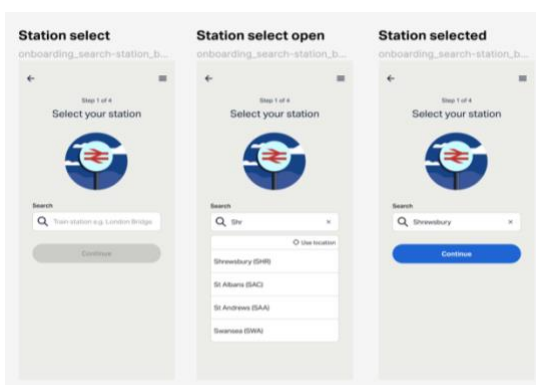 Station select
onboarding_search-station_b...
Step 1 of 4
Select your station
Search
Train station e.g. London Bridge
Continue
Station select open
onboarding_search-station_b...
Step 1 of 4
Select your station
Search
Shr
×
Use location
Shrewsbury (SHR)
St Albans (SAC)
St Andrews (SAA)
Swansea (SWA)
Station selected
onboarding_search-station_b...
Step 1 of 4
Select your station
Search
Shrewsbury
×
Continue